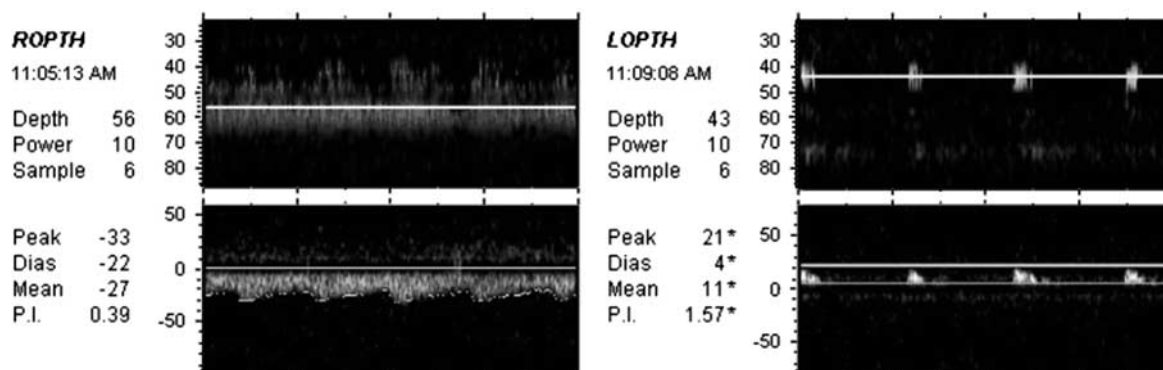 ROPTH
11:05:13 AM
Depth 56
Power 10
Sample 6
30
40
50
60
70
80
Peak -33
Dias -22
Mean -27
P.I. 0.39
50
0
-50
LOPTH
11:09:08 AM
Depth 43
Power 10
Sample 6
30
40
50
60
70
80
Peak 21*
Dias 4*
Mean 11*
P.I. 1.57*
50
0
-50